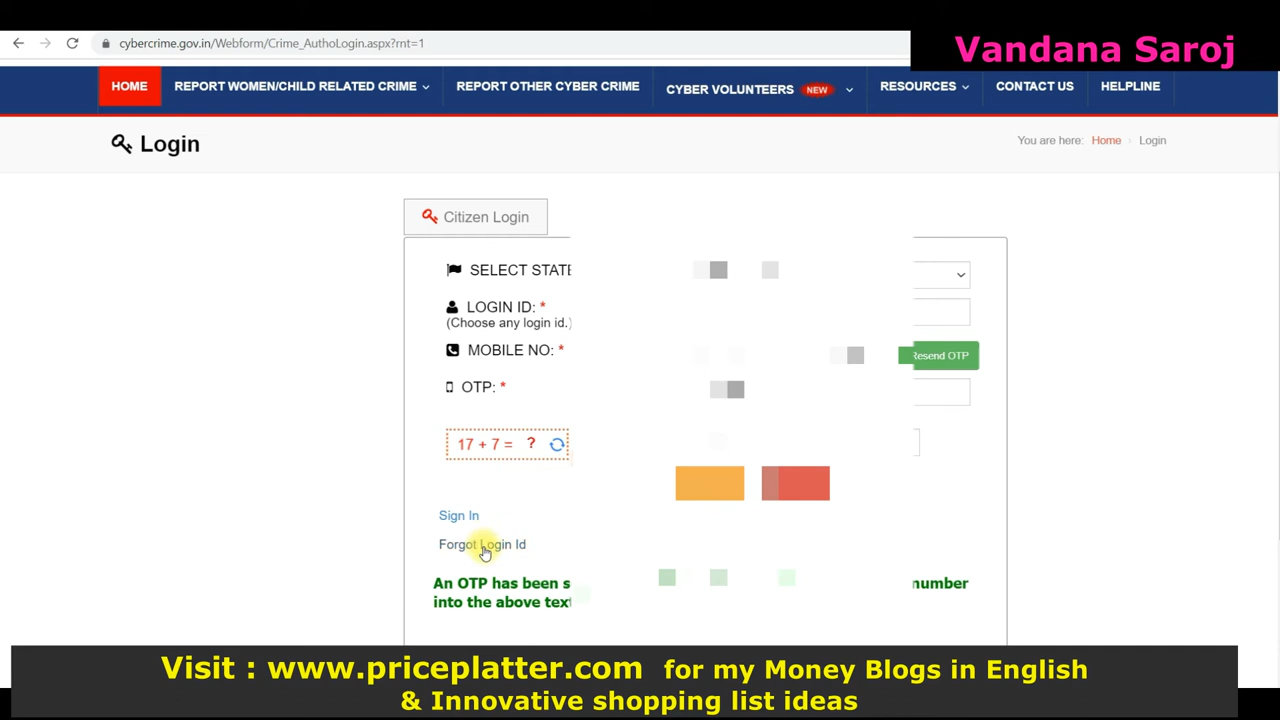 cybercrime.gov.in/Webform/Crime_AuthoLogin.aspx?rnt=1
Vandana Saroj
HOME REPORT WOMEN/CHILD RELATED CRIME REPORT OTHER CYBER CRIME CYBER VOLUNTEERS NEW RESOURCES CONTACT US HELPLINE
Login
You are here: Home Login
Citizen Login
SELECT STATE
LOGIN ID: *
(Choose any login id.)
MOBILE NO: *
Resend OTP
OTP: *
17 + 7 = ?
Sign In
Forgot Login Id
An OTP has been number
into the above
Visit : www.priceplatter.com for my Money Blogs in English
& Innovative shopping list ideas